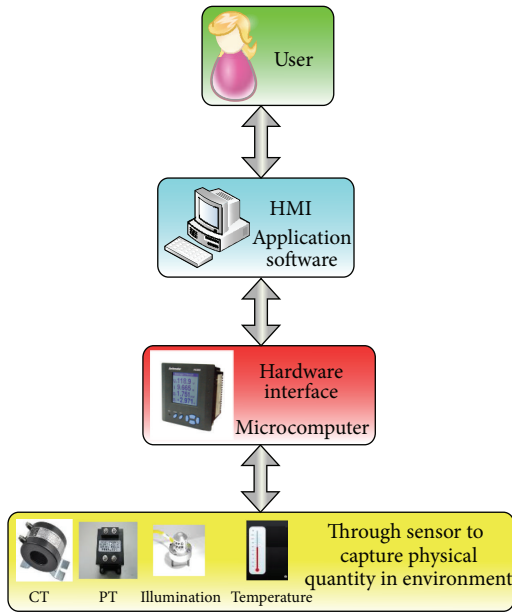 User
HMI
Application
software
Hardware
interface
Microcomputer
Through sensor to
capture physical
quantity in environment
CT
PT
Illumination
Temperature